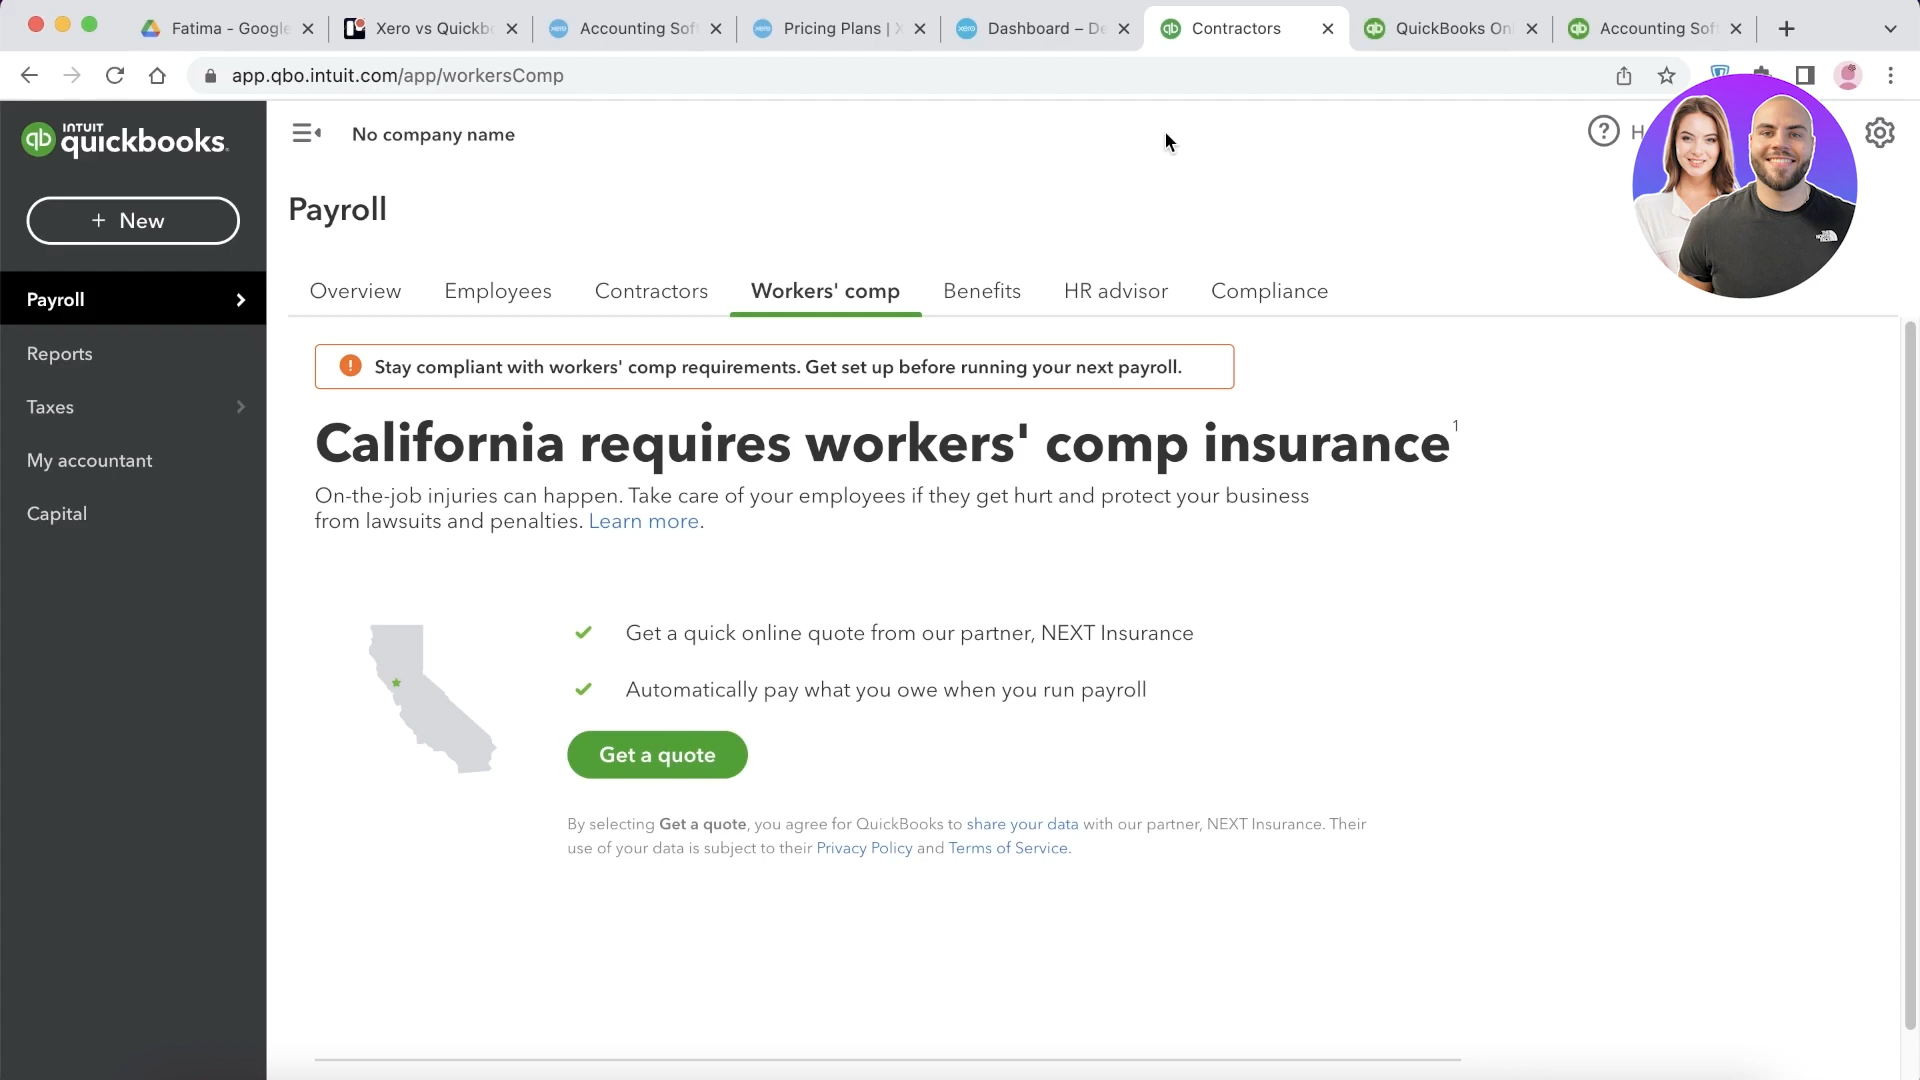 Fatima - Google
Xero vs Quickb
Accounting Sof
Pricing Plans | X
Dashboard – De
Contractors
QuickBooks Onl
Accounting Sof
app.qbo.intuit.com/app/workersComp
INTUIT
quickbooks.
No company name
+ New
Payroll
Payroll
Reports
Taxes
My accountant
Capital
Overview
Employees
Contractors
Workers' comp
Benefits
HR advisor
Compliance
Stay compliant with workers' comp requirements. Get set up before running your next payroll.
California requires workers' comp insurance1
On-the-job injuries can happen. Take care of your employees if they get hurt and protect your business
from lawsuits and penalties. Learn more.
Get a quick online quote from our partner, NEXT Insurance
Automatically pay what you owe when you run payroll
Get a quote
By selecting Get a quote, you agree for QuickBooks to share your data with our partner, NEXT Insurance. Their
use of your data is subject to their Privacy Policy and Terms of Service.